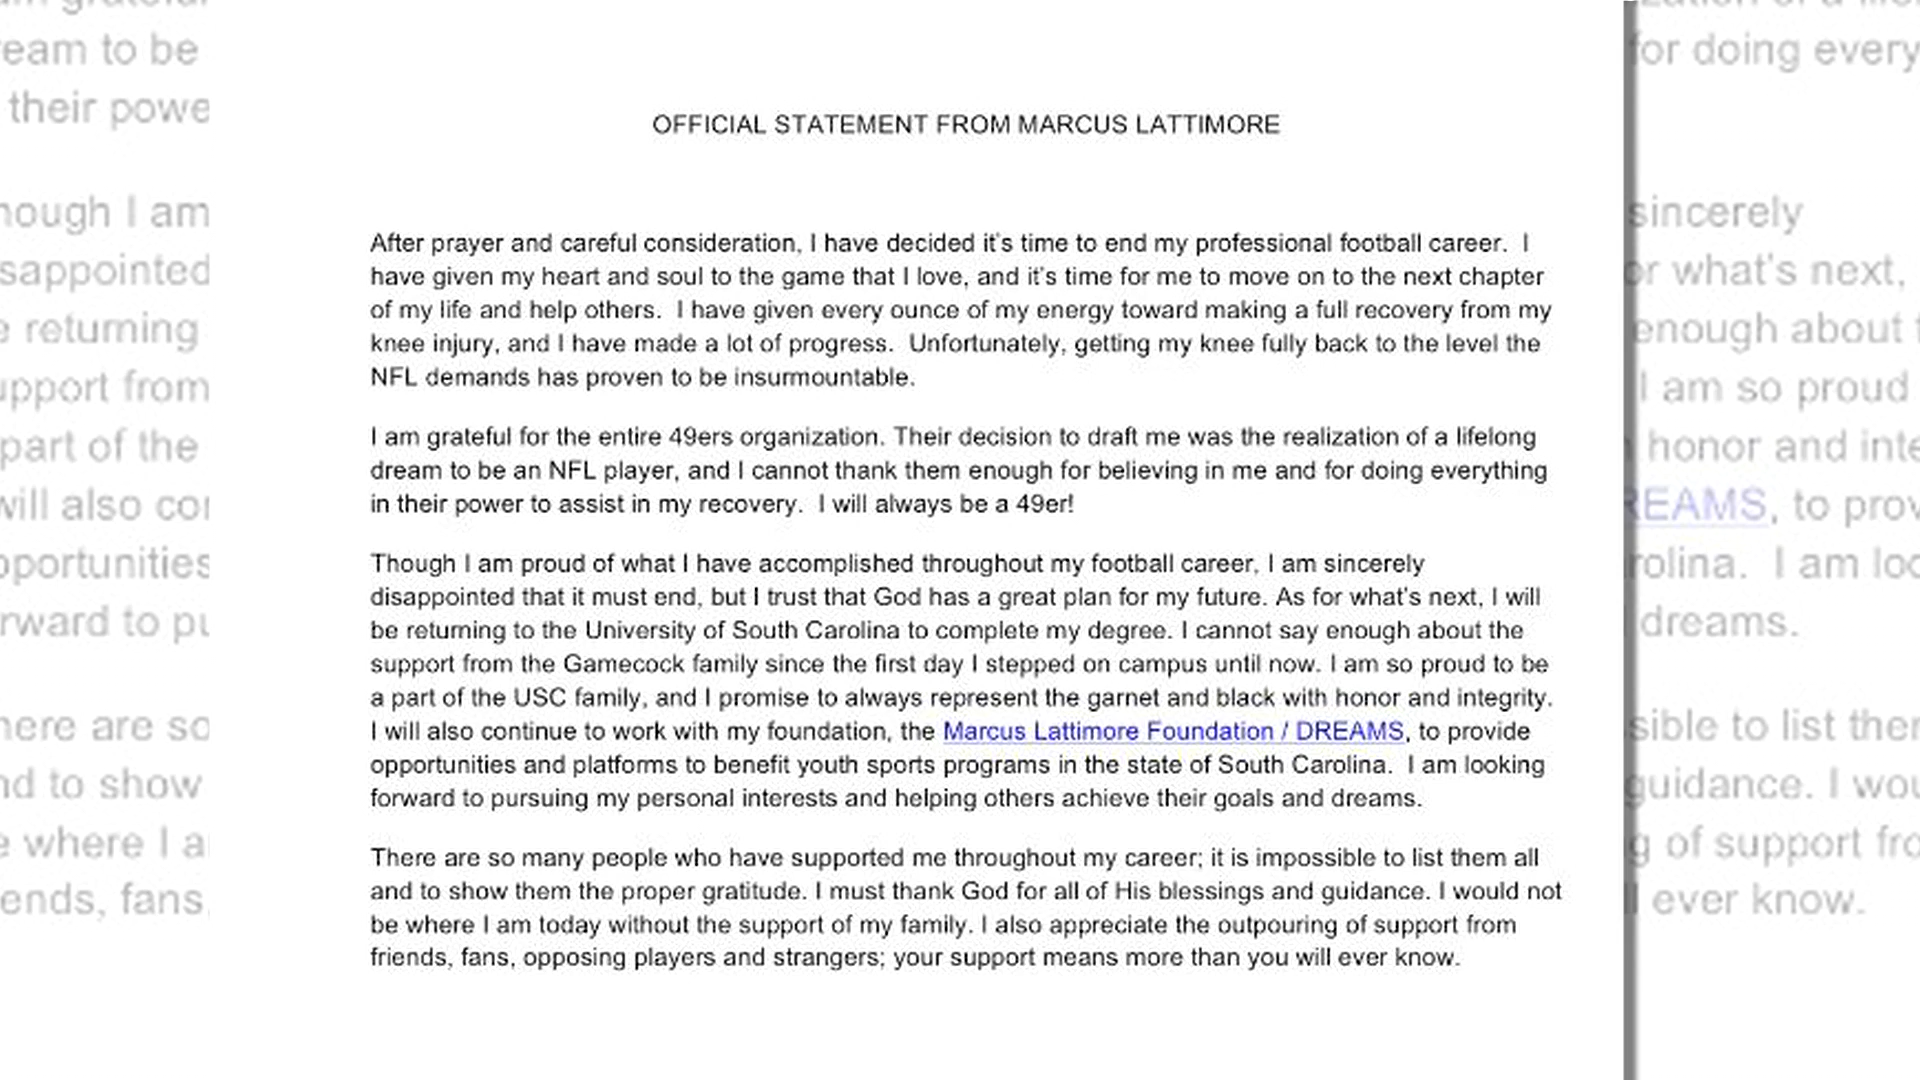 OFFICIAL STATEMENT FROM MARCUS LATTIMORE
After prayer and careful consideration, I have decided it's time to end my professional football career.  I
have given my heart and soul to the game that I love, and it's time for me to move on to the next chapter
of my life and help others.  I have given every ounce of my energy toward making a full recovery from my
knee injury, and I have made a lot of progress.  Unfortunately, getting my knee fully back to the level the
NFL demands has proven to be insurmountable.
I am grateful for the entire 49ers organization. Their decision to draft me was the realization of a lifelong
dream to be an NFL player, and I cannot thank them enough for believing in me and for doing everything
in their power to assist in my recovery.  I will always be a 49er!
Though I am proud of what I have accomplished throughout my football career, I am sincerely
disappointed that it must end, but I trust that God has a great plan for my future. As for what's next, I will
be returning to the University of South Carolina to complete my degree. I cannot say enough about the
support from the Gamecock family since the first day I stepped on campus until now. I am so proud to be
a part of the USC family, and I promise to always represent the garnet and black with honor and integrity.
I will also continue to work with my foundation, the Marcus Lattimore Foundation / DREAMS, to provide
opportunities and platforms to benefit youth sports programs in the state of South Carolina.  I am looking
forward to pursuing my personal interests and helping others achieve their goals and dreams.
There are so many people who have supported me throughout my career; it is impossible to list them all
and to show them the proper gratitude. I must thank God for all of His blessings and guidance. I would not
be where I am today without the support of my family. I also appreciate the outpouring of support from
friends, fans, opposing players and strangers; your support means more than you will ever know.